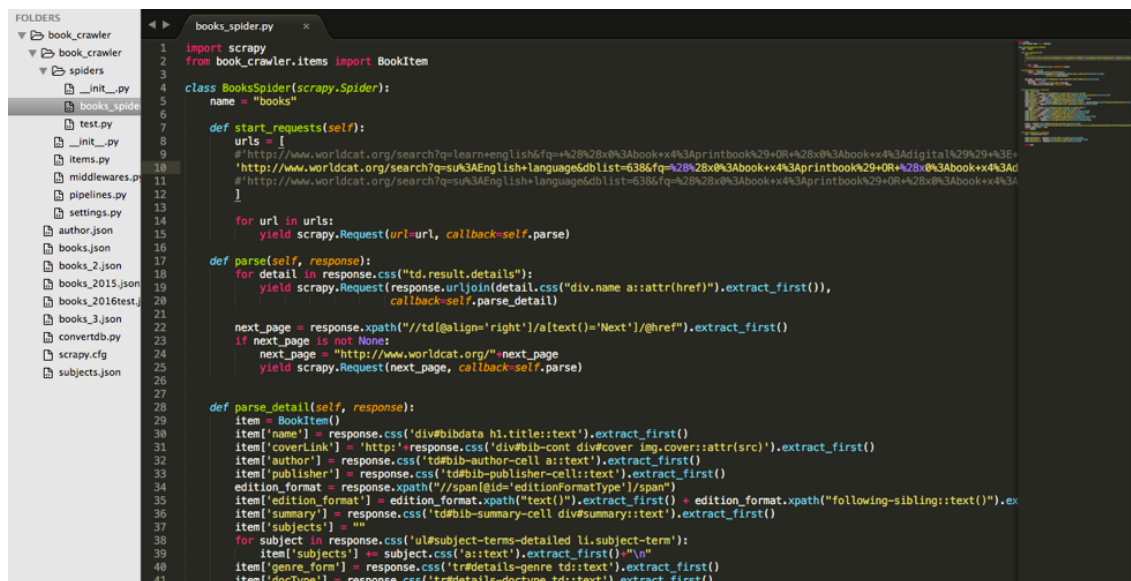 FOLDERS
book_crawler
book_crawler
spiders
__init__.py
books_spide
test.py
__init__.py
items.py
middlewares.py
pipelines.py
settings.py
author.json
books.json
books_2.json
books_2015.json
books_2016test.j
books_3.json
convertdb.py
scrapy.cfg
subjects.json
books_spider.py ×
1 import scrapy
2 from book_crawler.items import BookItem
3
4 class BooksSpider(scrapy.Spider):
5 name = "books"
6
7 def start_requests(self):
8 urls = [
9 #'http://www.worldcat.org/search?q=learn+english&fq=+%28%28x0%3Abook+x4%3Aprintbook%29+OR+%28x0%3Abook+x4%3Adigital%29%29+%3E+
10 'http://www.worldcat.org/search?q=su%3AEnglish+language&dblist=638&fq=%28%28x0%3Abook+x4%3Aprintbook%29+OR+%28x0%3Abook+x4%3Ad
11 #'http://www.worldcat.org/search?q=su%3AEnglish+language&dblist=638&fq=%28%28x0%3Abook+x4%3Aprintbook%29+OR+%28x0%3Abook+x4%3A
12 ]
13
14 for url in urls:
15 yield scrapy.Request(url=url, callback=self.parse)
16
17 def parse(self, response):
18 for detail in response.css("td.result.details"):
19 yield scrapy.Request(response.urljoin(detail.css("div.name a::attr(href)").extract_first()),
20 callback=self.parse_detail)
21
22 next_page = response.xpath("//td[@align='right']/a[text()='Next']/@href").extract_first()
23 if next_page is not None:
24 next_page = "http://www.worldcat.org/"+next_page
25 yield scrapy.Request(next_page, callback=self.parse)
26
27
28 def parse_detail(self, response):
29 item = BookItem()
30 item['name'] = response.css('div#bibdata h1.title::text').extract_first()
31 item['coverLink'] = 'http:'+response.css('div#bib-cont div#cover img.cover::attr(src)').extract_first()
32 item['author'] = response.css('td#bib-author-cell a::text').extract_first()
33 item['publisher'] = response.css('td#bib-publisher-cell::text').extract_first()
34 edition_format = response.xpath("//span[@id='editionFormatType']/span")
35 item['edition_format'] = edition_format.xpath("text()").extract_first() + edition_format.xpath("following-sibling::text()").ex
36 item['summary'] = response.css('td#bib-summary-cell div#summary::text').extract_first()
37 item['subjects'] = ""
38 for subject in response.css('ul#subject-terms-detailed li.subject-term'):
39 item['subjects'] += subject.css('a::text').extract_first()+"\n"
40 item['genre_form'] = response.css('tr#details-genre td::text').extract_first()
41 item['docType'] = response.css('tr#details-doctype td::text').extract_first()